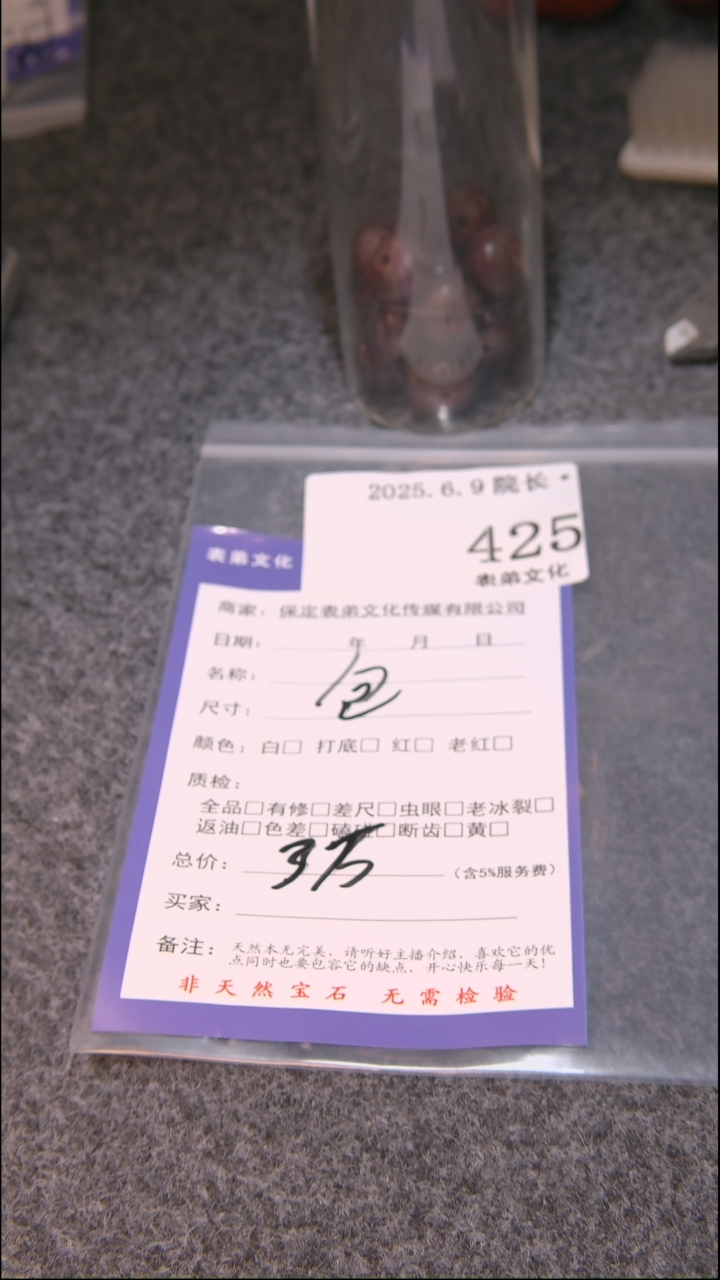 2025.6.9院长·
425
表弟文化
表弟文化
商家：保定表弟文化传媒有限公司
日期： 年 月 日
名称：包
尺寸：
颜色：白□ 打底□ 红□ 老红□
质检：
全品□有修□差尺□虫眼□老冰裂□
返油□色差□磕碰□断齿□黄□
总价：3万（含5%服务费）
买家：
备注：天然本无完美，请听好主播介绍，喜欢它的优
点同时也要包容它的缺点，开心快乐每一天！
非天然宝石 无需检验